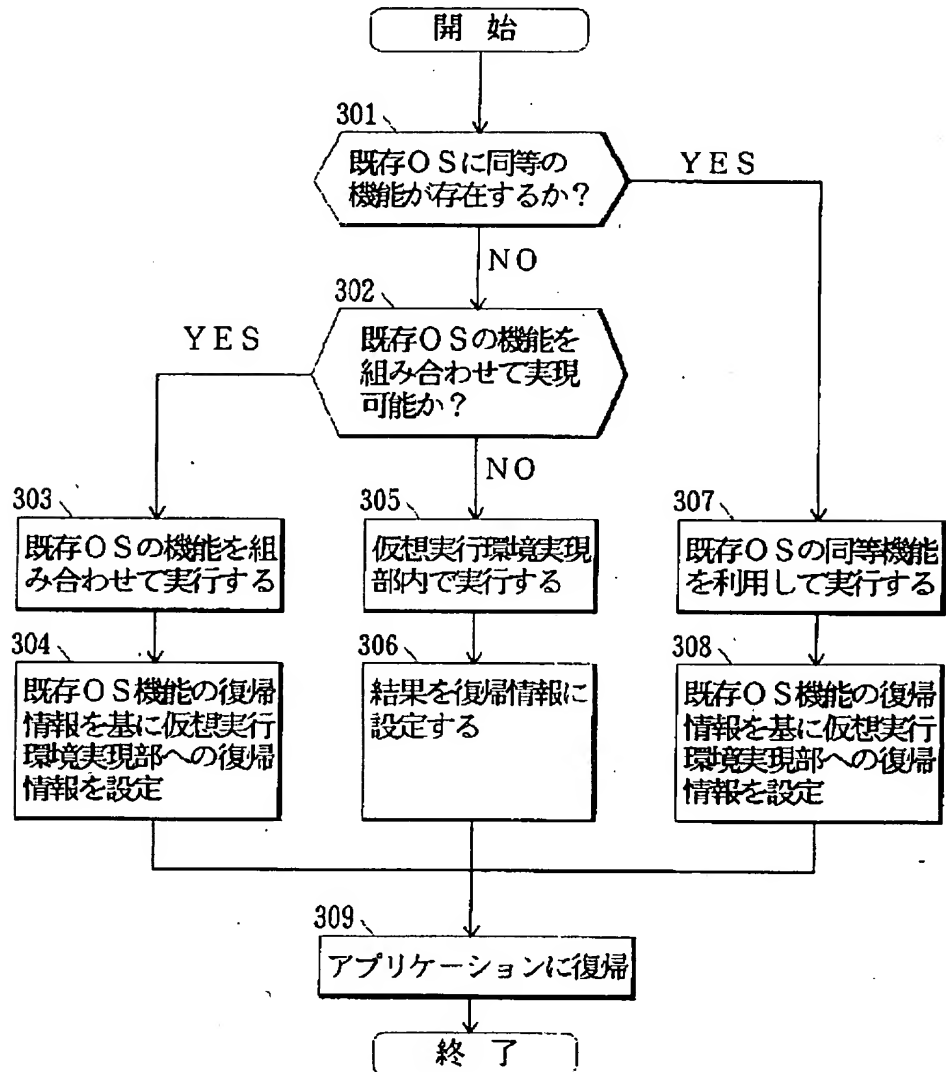 開始
301
既存OSに同等の
機能が存在するか？
YES
NO
302
既存OSの機能を
組み合わせて実現
可能か？
YES
NO
303
既存OSの機能を組
み合わせて実行する
304
既存OS機能の復帰
情報を基に仮想実行
環境実現部への復帰
情報を設定
305
仮想実行環境実現
部内で実行する
306
結果を復帰情報に
設定する
307
既存OSの同等機能
を利用して実行する
308
既存OS機能の復帰
情報を基に仮想実行
環境実現部への復帰
情報を設定
309
アプリケーションに復帰
終了